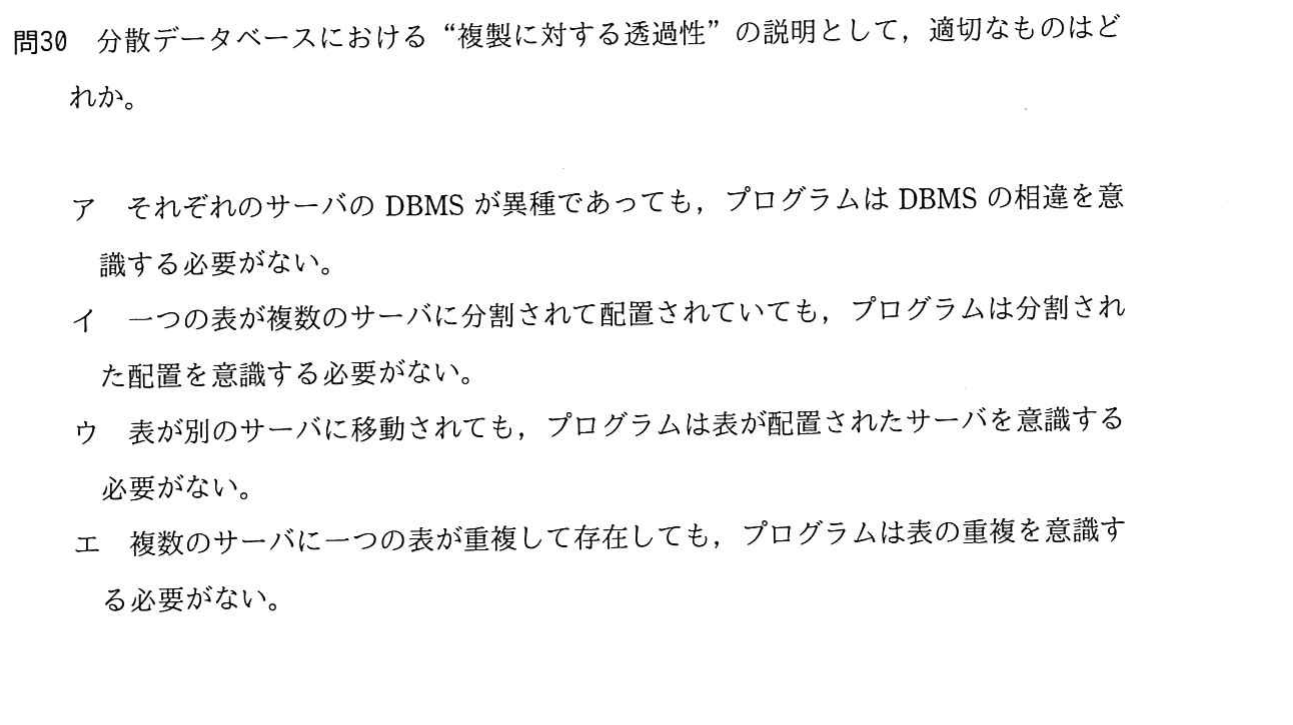 問30　分散データベースにおける“複製に対する透過性”の説明として，適切なものはど
れか。
ア　それぞれのサーバの DBMS が異種であっても，プログラムは DBMS の相違を意
識する必要がない。
イ　一つの表が複数のサーバに分割されて配置されていても，プログラムは分割され
た配置を意識する必要がない。
ウ　表が別のサーバに移動されても，プログラムは表が配置されたサーバを意識する
必要がない。
エ　複数のサーバに一つの表が重複して存在しても，プログラムは表の重複を意識す
る必要がない。